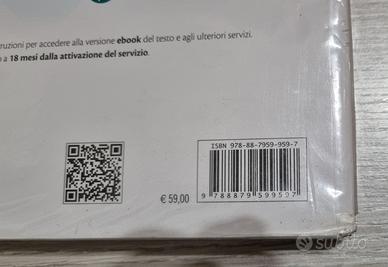 ruzioni per accedere alla versione ebook del testo e agli ulteriori servizi.
a 18 mesi dalla attivazione del servizio.
ISBN 978-88-7959-959-7
€ 59,00
9 788879 599597
subito